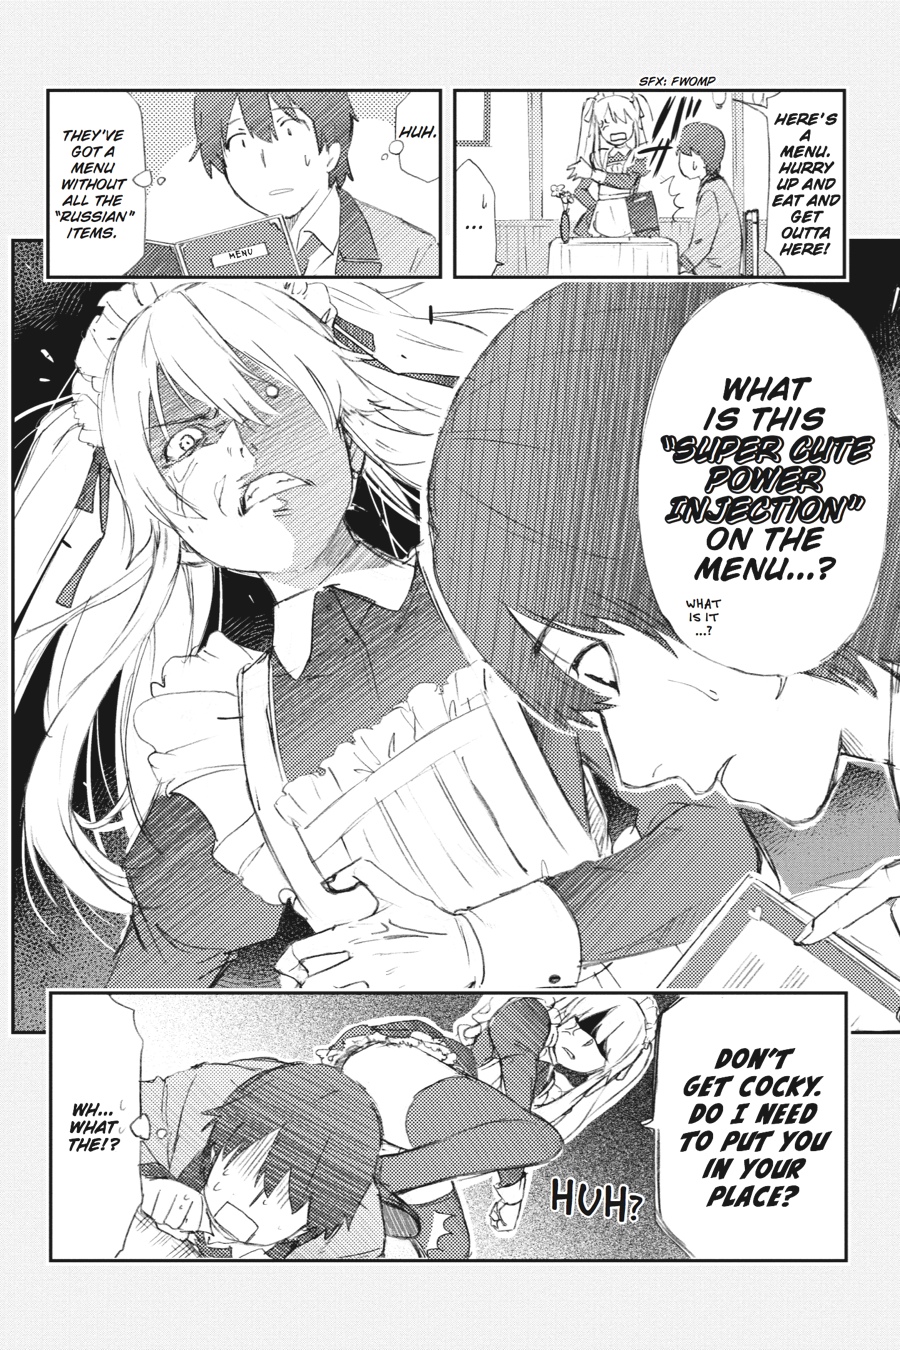 SFX: FWOMP
HERE'S
A
MENU.
HURRY
UP AND
EAT AND
GET
OUTTA
HERE!
...
HUH.
THEY'VE
GOT A
MENU
WITHOUT
ALL THE
"RUSSIAN"
ITEMS.
MENU
WHAT
IS THIS
"SUPER CUTE
POWER
INJECTION"
ON THE
MENU...?
WHAT
IS IT
...?
DON'T
GET COCKY.
DO I NEED
TO PUT YOU
IN YOUR
PLACE?
HUH?
WH...
WHAT
THE!?